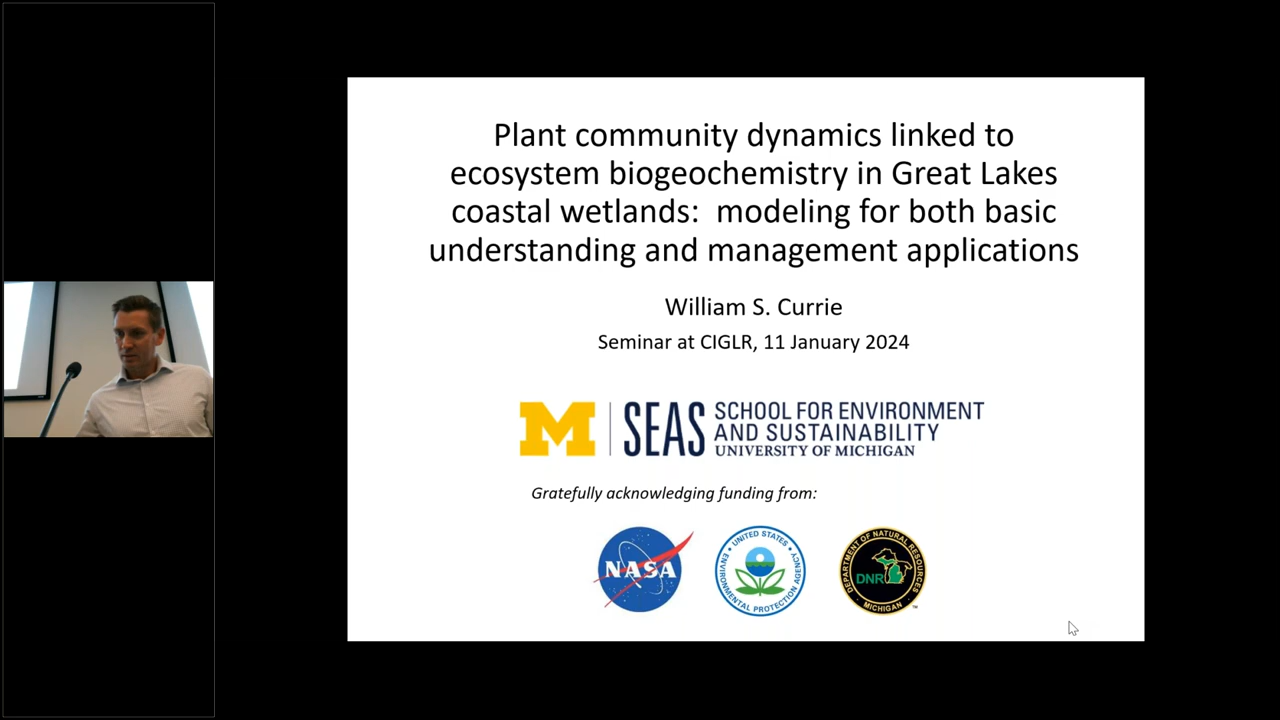 Plant community dynamics linked to
ecosystem biogeochemistry in Great Lakes
coastal wetlands:  modeling for both basic
understanding and management applications
William S. Currie
Seminar at CIGLR, 11 January 2024
M SEAS SCHOOL FOR ENVIRONMENT
AND SUSTAINABILITY
UNIVERSITY OF MICHIGAN
Gratefully acknowledging funding from:
NASA
UNITED STATES
ENVIRONMENTAL PROTECTION AGENCY
DEPARTMENT OF NATURAL RESOURCES
DNR
MICHIGAN
TM